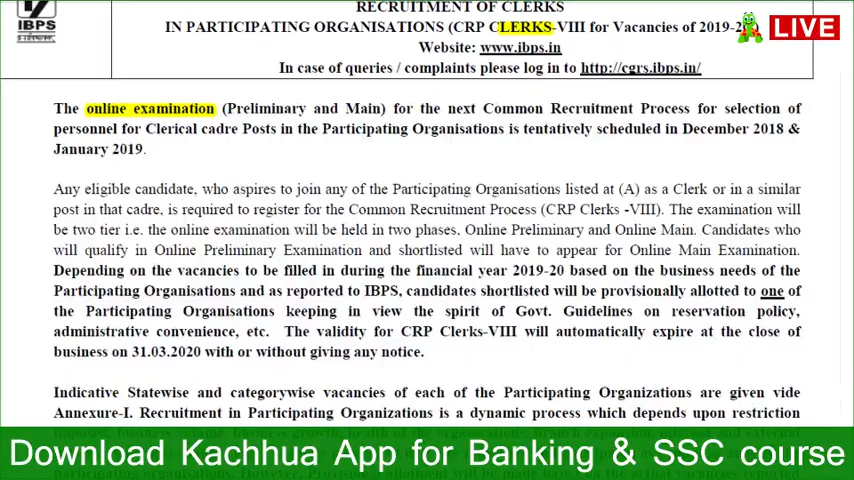 RECRUITMENT OF CLERKS
IBPS
IN PARTICIPATING ORGANISATIONS (CRP CLERKS-VIII for Vacancies of 2019-2
LIVE
Website: www.ibps.in
In case of queries / complaints please log in to http://cgrs.ibps.in/
The online examination (Preliminary and Main) for the next Common Recruitment Process for selection of
personnel for Clerical cadre Posts in the Participating Organisations is tentatively scheduled in December 2018 &
January 2019.
Any eligible candidate, who aspires to join any of the Participating Organisations listed at (A) as a Clerk or in a similar
post in that cadre, is required to register for the Common Recruitment Process (CRP Clerks -VIII). The examination will
be two tier i.e. the online examination will be held in two phases, Online Preliminary and Online Main. Candidates who
will qualify in Online Preliminary Examination and shortlisted will have to appear for Online Main Examination.
Depending on the vacancies to be filled in during the financial year 2019-20 based on the business needs of the
Participating Organisations and as reported to IBPS, candidates shortlisted will be provisionally allotted to one of
the Participating Organisations keeping in view the spirit of Govt. Guidelines on reservation policy,
administrative convenience, etc. The validity for CRP Clerks-VIII will automatically expire at the close of
business on 31.03.2020 with or without giving any notice.
Indicative Statewise and categorywise vacancies of each of the Participating Organizations are given vide
Annexure-I. Recruitment in Participating Organizations is a dynamic process which depends upon restriction
Download Kachhua App for Banking & SSC course